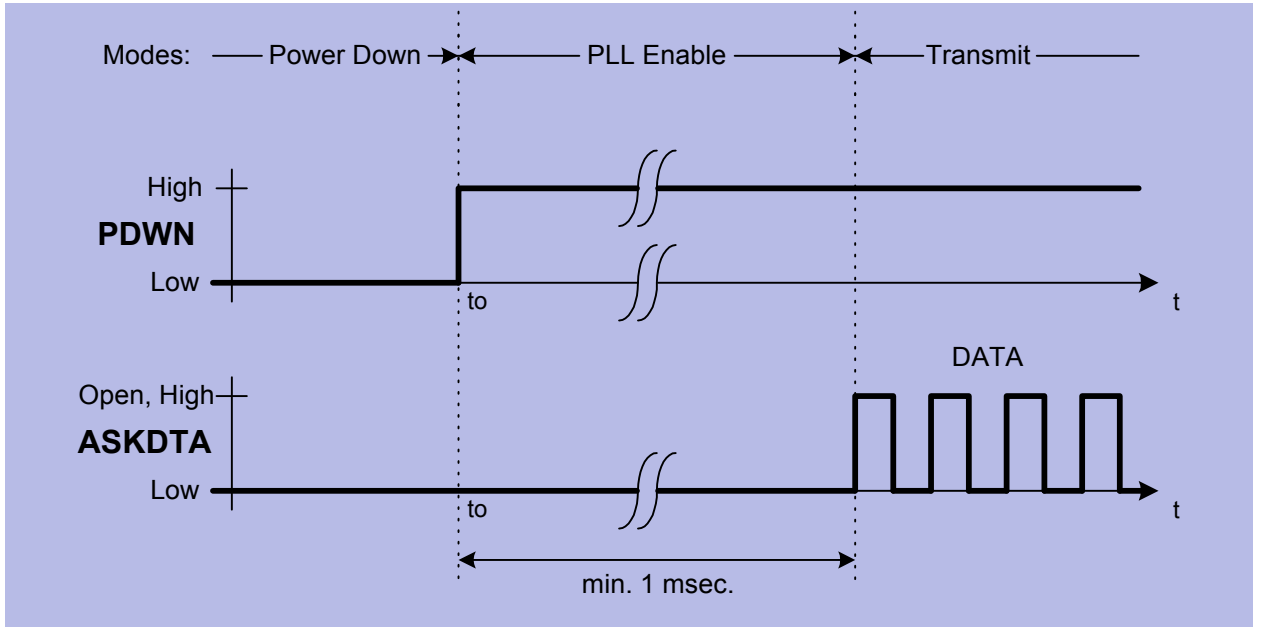 Modes: Power Down PLL Enable Transmit
High
PDWN
Low
to
t
DATA
Open, High
ASKDTA
Low
to
t
min. 1 msec.